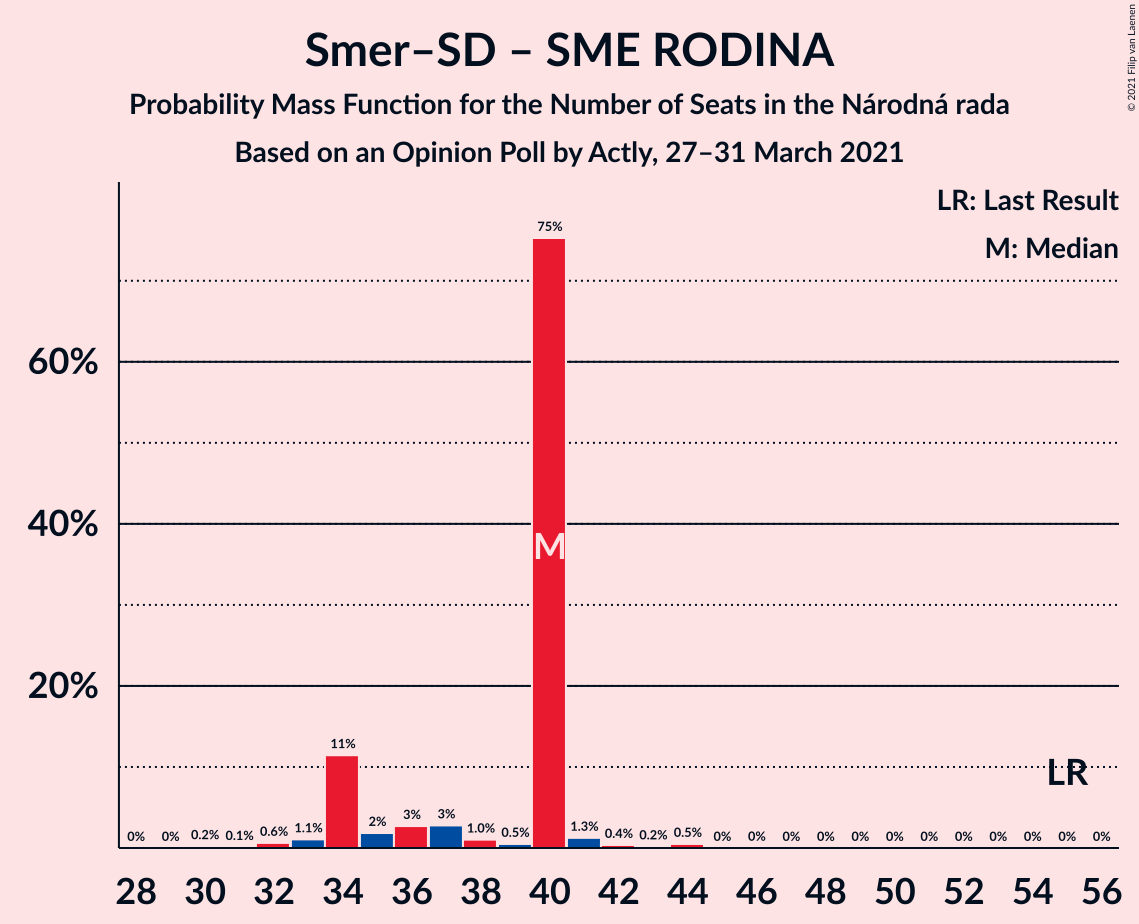 Smer–SD – SME RODINA
Probability Mass Function for the Number of Seats in the Národná rada
Based on an Opinion Poll by Actly, 27–31 March 2021
© 2021 Filip van Laenen
LR: Last Result
M: Median
60%
40%
20%
0% 0% 0.2% 0.1% 0.6% 1.1% 11% 2% 3% 3% 1.0% 0.5% 75% 1.3% 0.4% 0.2% 0.5% 0% 0% 0% 0% 0% 0% 0% 0% 0% 0% 0% 0%
M
LR
28 30 32 34 36 38 40 42 44 46 48 50 52 54 56